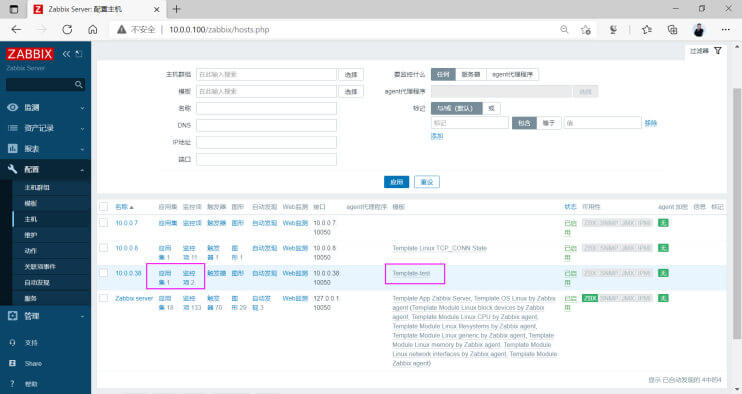 Zabbix Server: 配置主机
不安全
10.0.0.100/zabbix/hosts.php
ZABBIX
Zabbix Server
监测
资产记录
报表
配置
主机群组
模板
主机
维护
动作
关联项事件
自动发现
服务
管理
支持
Share
帮助
过滤器
主机群组 在此输入搜索 选择
模板 在此输入搜索 选择
名称
DNS
IP地址
端口
要监控什么 任何 服务器 agent代理程序
agent代理程序 选择
标记 与/或 (默认) 或
标记 包含 等于 值 移除
添加
应用 重设
名称 应用集 监控项 触发器 图形 自动发现 Web监测 接口 agent代理程序 模板 状态 可用性 agent 加密 信息 标记
10.0.0.7 应用集 监控项 触发器 图形 自动发现 Web监测 10.0.0.7: 10050 已启用 ZBX SNMP JMX IPMI 无
10.0.0.8 应用集 1 监控项 11 触发器 1 图形 1 自动发现 Web监测 10.0.0.8: 10050 Template Linux TCP_CONN State 已启用 ZBX SNMP JMX IPMI 无
10.0.0.38 应用集 1 监控项 2 触发器 图形 自动发现 Web监测 10.0.0.38: 10050 Template-test 已启用 ZBX SNMP JMX IPMI 无
Zabbix server 应用集 18 监控项 133 触发器 70 图形 29 自动发现 3 Web监测 127.0.0.1: 10050
Template App Zabbix Server, Template OS Linux by Zabbix
agent (Template Module Linux block devices by Zabbix
agent, Template Module Linux CPU by Zabbix agent,
Template Module Linux filesystems by Zabbix agent,
Template Module Linux generic by Zabbix agent, Template
Module Linux memory by Zabbix agent, Template Module
Linux network interfaces by Zabbix agent, Template Module
Zabbix agent)
已启用 ZBX SNMP JMX IPMI 无
显示 已自动发现的 4中的4